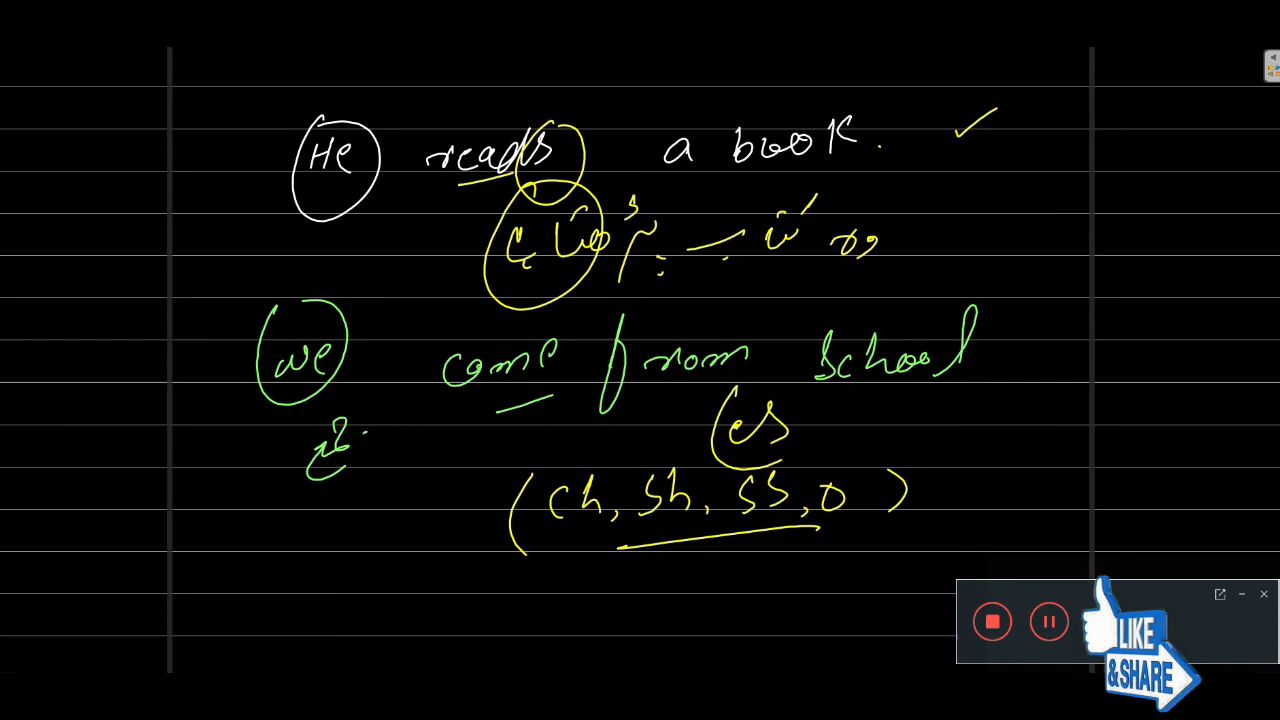 He reads a book.
وہ کتاب پڑھتا ہے
we come from School
ہم
es
(ch, sh, ss, o)
LIKE
& SHARE